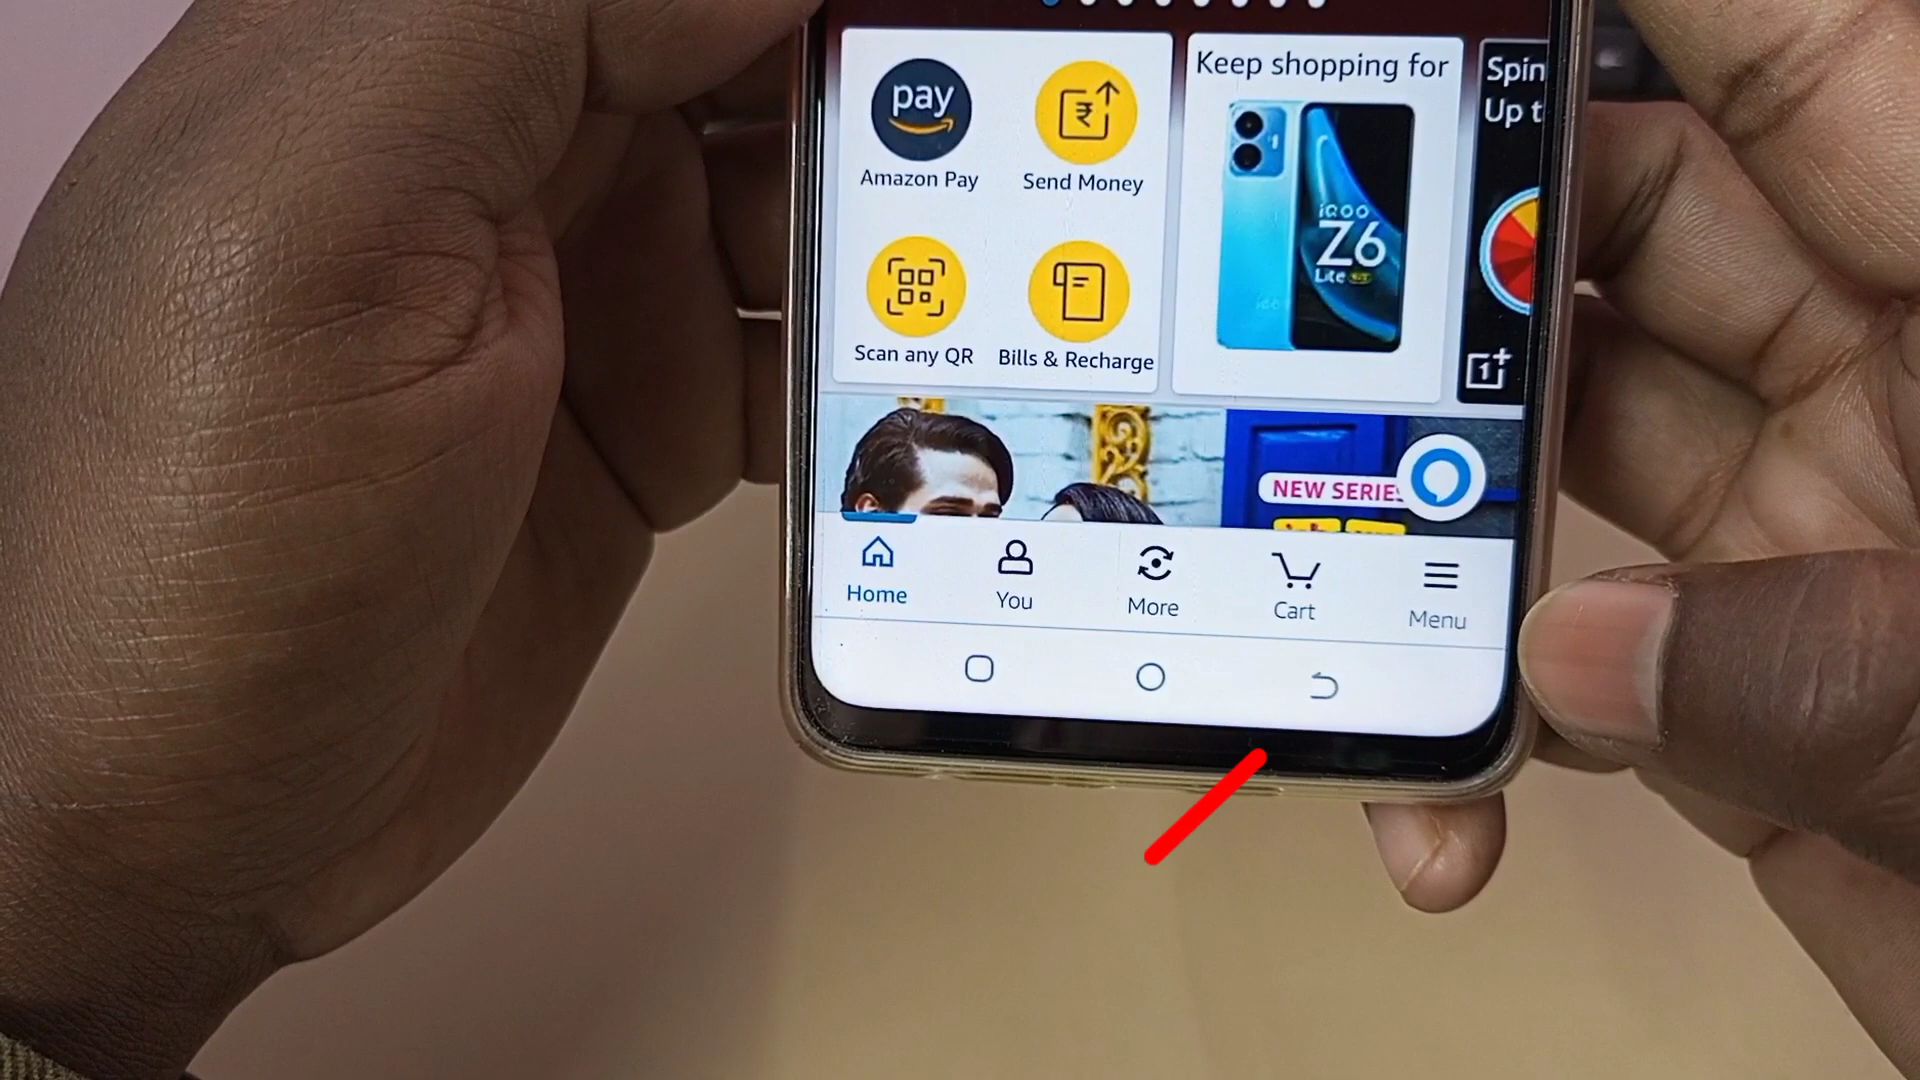 pay
Amazon Pay
Send Money
Scan any QR
Bills & Recharge
Keep shopping for
iQOO
Z6
Lite
Spin
Up t
NEW SERIES
Home
You
More
Cart
Menu